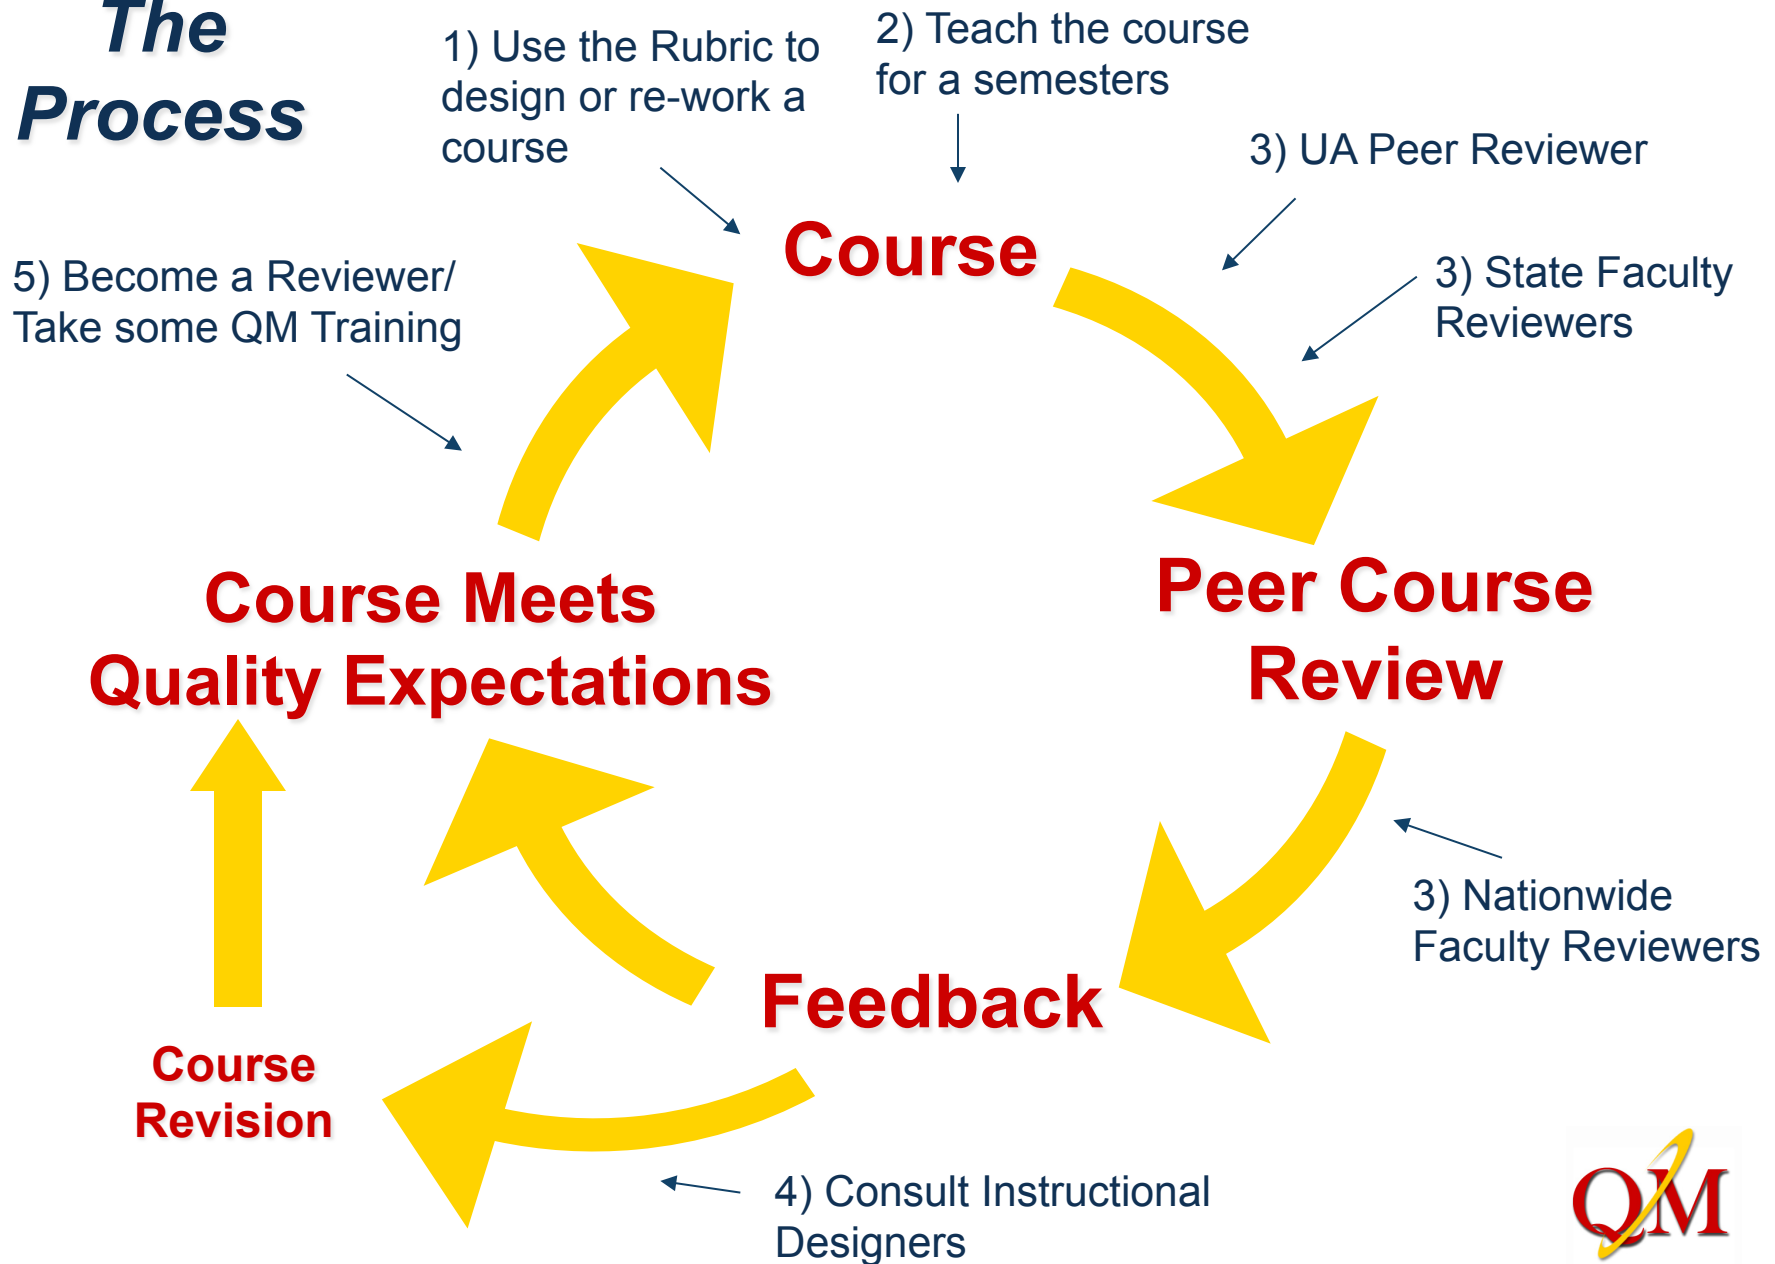 The
Process
1) Use the Rubric to
design or re-work a
course
2) Teach the course
for a semesters
3) UA Peer Reviewer
3) State Faculty
Reviewers
5) Become a Reviewer/
Take some QM Training
Course
Peer Course
Review
Course Meets
Quality Expectations
3) Nationwide
Faculty Reviewers
Feedback
Course
Revision
4) Consult Instructional
Designers
QM